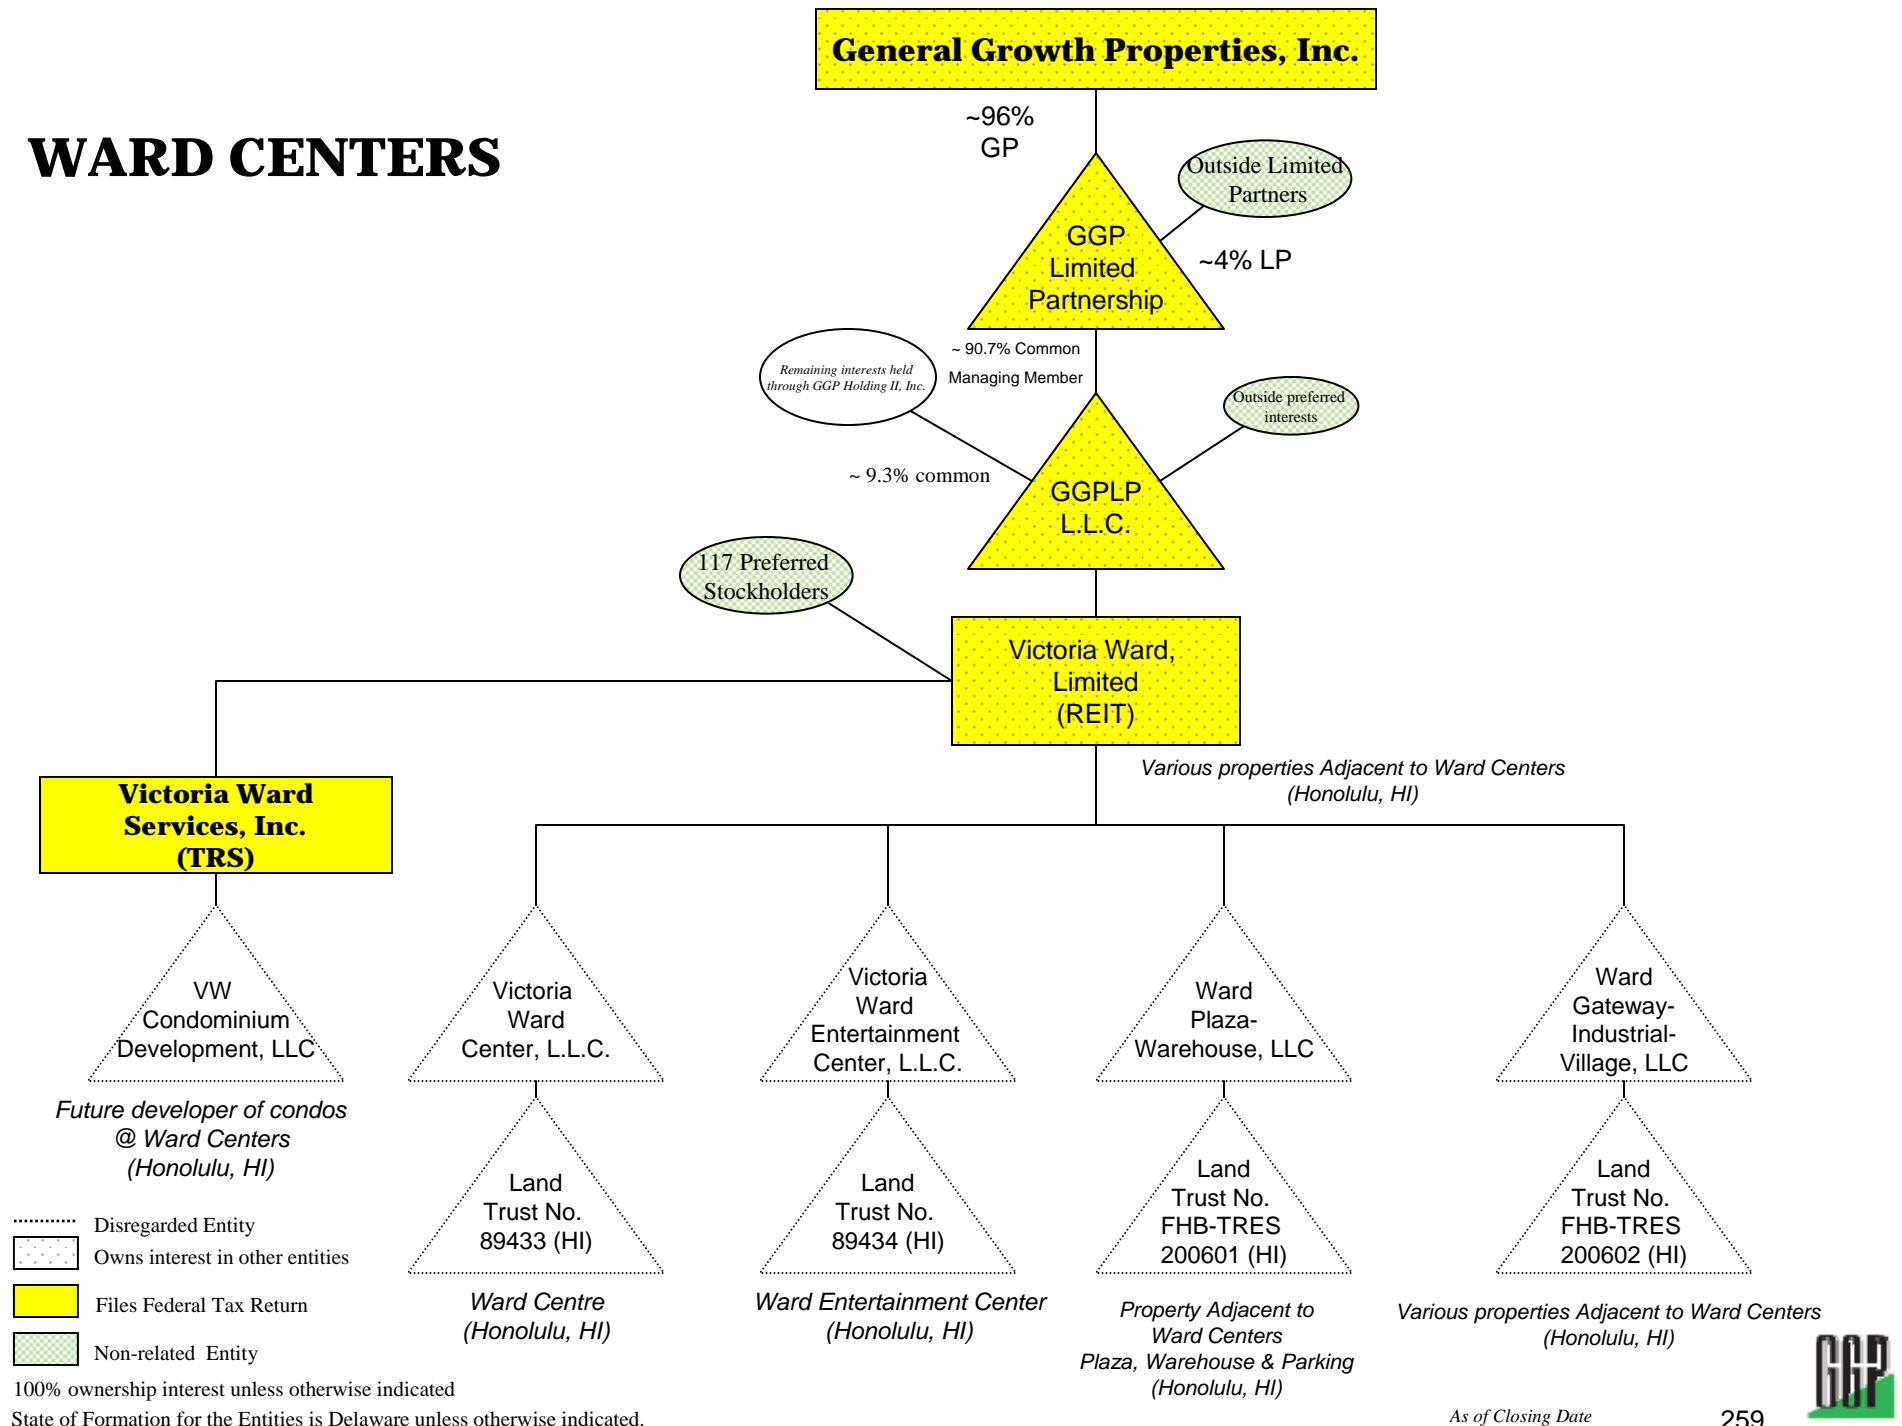 General Growth Properties, Inc.
WARD CENTERS
~96%
GP
Outside Limited
Partners
GGP
Limited
Partnership
~4% LP
~ 90.7% Common
Managing Member
Remaining interests held
through GGP Holding II, Inc.
Outside preferred
interests
~ 9.3% common
GGPLP
L.L.C.
117 Preferred
Stockholders
Victoria Ward,
Limited
(REIT)
Various properties Adjacent to Ward Centers
(Honolulu, HI)
Victoria Ward
Services, Inc.
(TRS)
VW
Condominium
Development, LLC
Victoria
Ward
Center, L.L.C.
Victoria
Ward
Entertainment
Center, L.L.C.
Ward
Plaza-
Warehouse, LLC
Ward
Gateway-
Industrial-
Village, LLC
Future developer of condos
@ Ward Centers
(Honolulu, HI)
Land
Trust No.
89433 (HI)
Land
Trust No.
89434 (HI)
Land
Trust No.
FHB-TRES
200601 (HI)
Land
Trust No.
FHB-TRES
200602 (HI)
Ward Centre
(Honolulu, HI)
Ward Entertainment Center
(Honolulu, HI)
Property Adjacent to
Ward Centers
Plaza, Warehouse & Parking
(Honolulu, HI)
Various properties Adjacent to Ward Centers
(Honolulu, HI)
Disregarded Entity
Owns interest in other entities
Files Federal Tax Return
Non-related Entity
100% ownership interest unless otherwise indicated
State of Formation for the Entities is Delaware unless otherwise indicated.
GGP
As of Closing Date
259